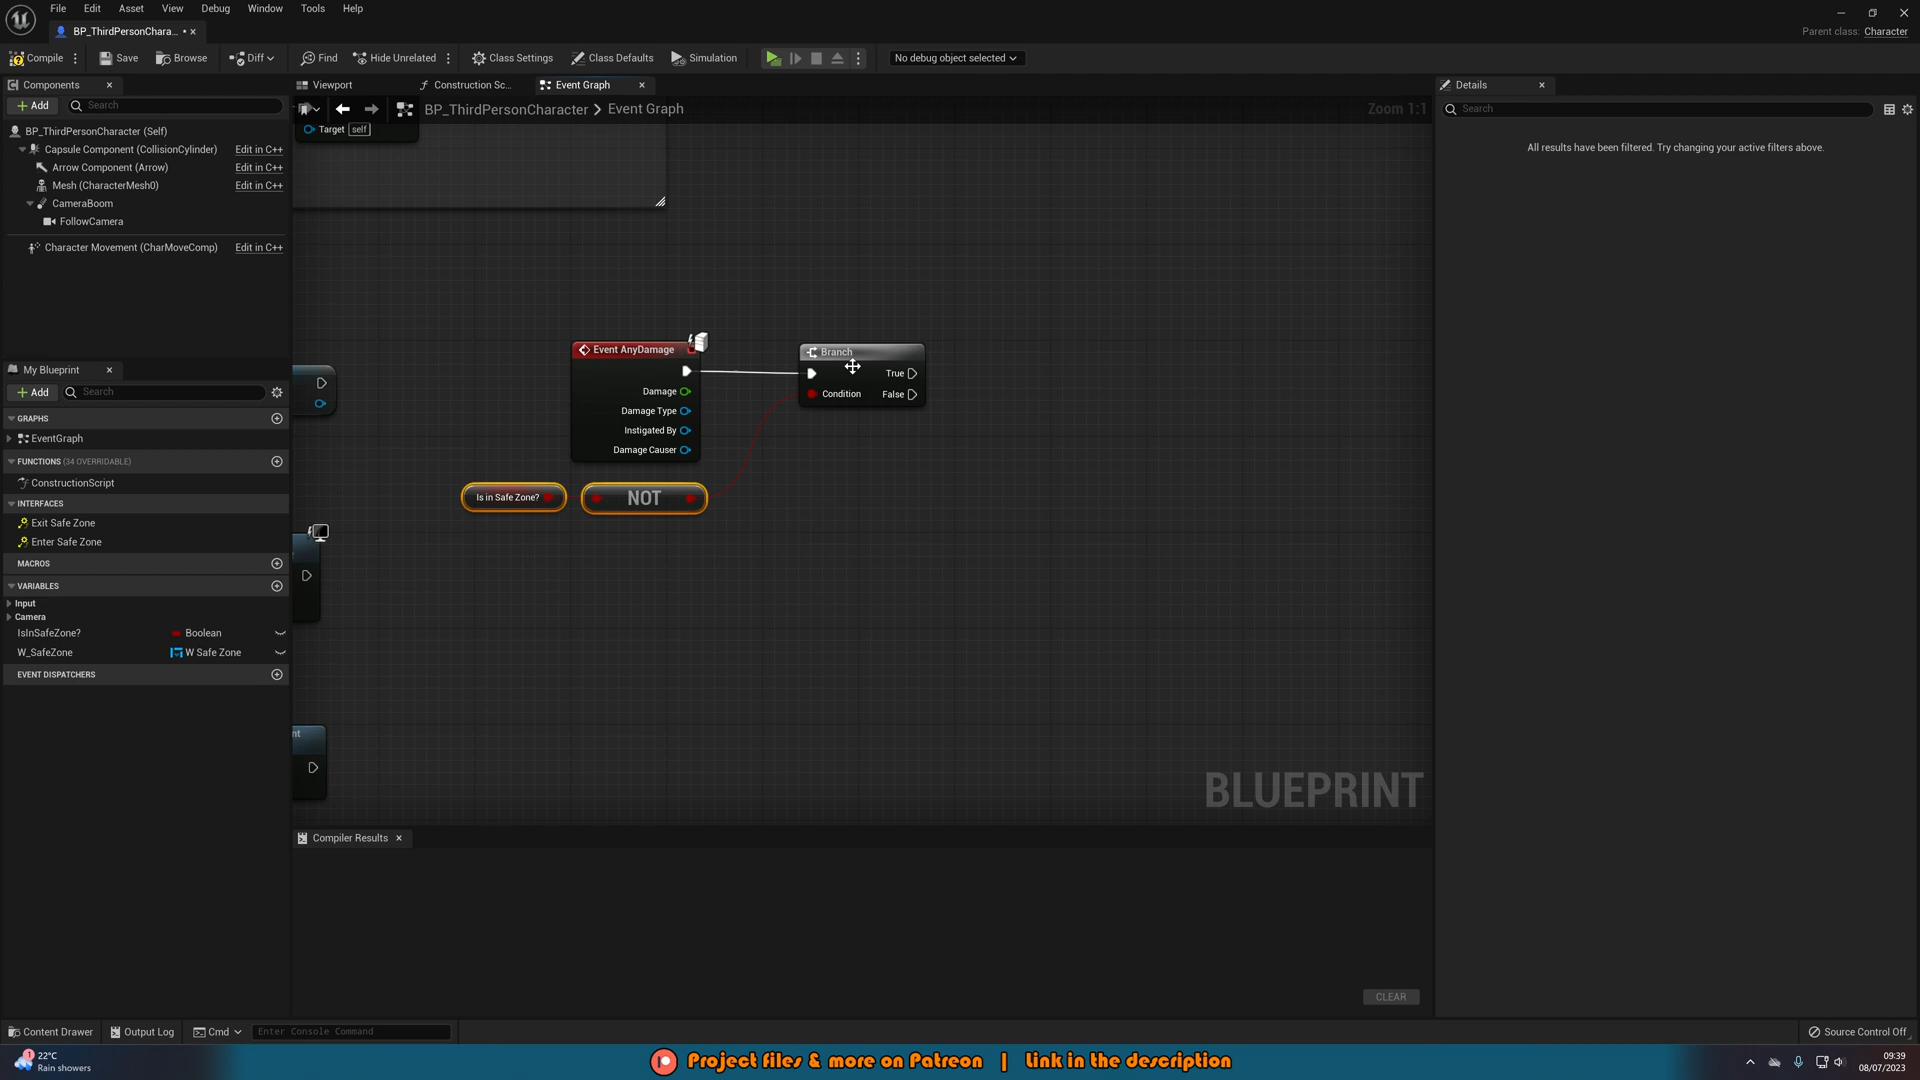 File Edit Asset View Debug Window Tools Help
BP_ThirdPersonChara... •
Parent class: Character
Compile Save Browse Diff Find Hide Unrelated Class Settings Class Defaults Simulation No debug object selected
Components
Viewport Construction Sc... Event Graph
Details
+ Add Search
BP_ThirdPersonCharacter > Event Graph
Zoom 1:1
Search
BP_ThirdPersonCharacter (Self)
Target self
All results have been filtered. Try changing your active filters above.
Capsule Component (CollisionCylinder) Edit in C++
Arrow Component (Arrow) Edit in C++
Mesh (CharacterMesh0) Edit in C++
CameraBoom
FollowCamera
Character Movement (CharMoveComp) Edit in C++
Event AnyDamage
Damage
Damage Type
Instigated By
Damage Causer
Branch
True
Condition False
Is in Safe Zone? NOT
My Blueprint
+ Add Search
GRAPHS
EventGraph
FUNCTIONS (34 OVERRIDABLE)
ConstructionScript
INTERFACES
Exit Safe Zone
Enter Safe Zone
MACROS
VARIABLES
Input
Camera
IsInSafeZone? Boolean
W_SafeZone W Safe Zone
EVENT DISPATCHERS
nt
BLUEPRINT
Compiler Results
CLEAR
Content Drawer Output Log Cmd Enter Console Command
Source Control Off
1
22°C
Rain showers
Project files & more on Patreon | Link in the description
09:39
08/07/2023